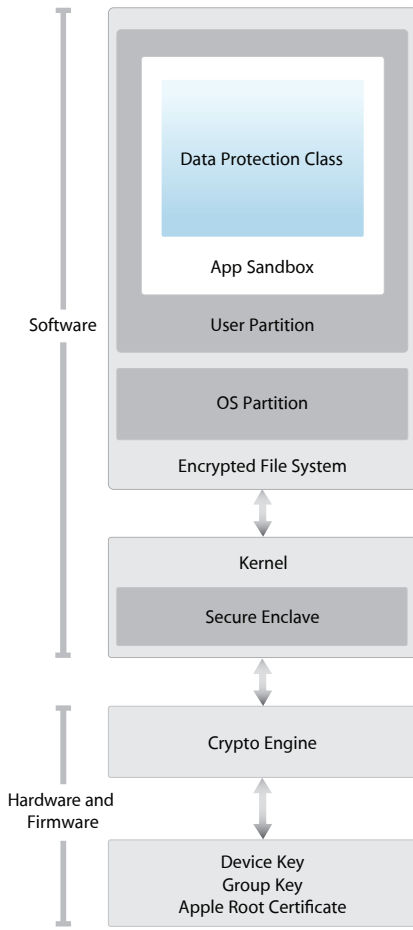 Data Protection Class
App Sandbox
User Partition
Software
OS Partition
Encrypted File System
Kernel
Secure Enclave
Crypto Engine
Hardware and
Firmware
Device Key
Group Key
Apple Root Certificate